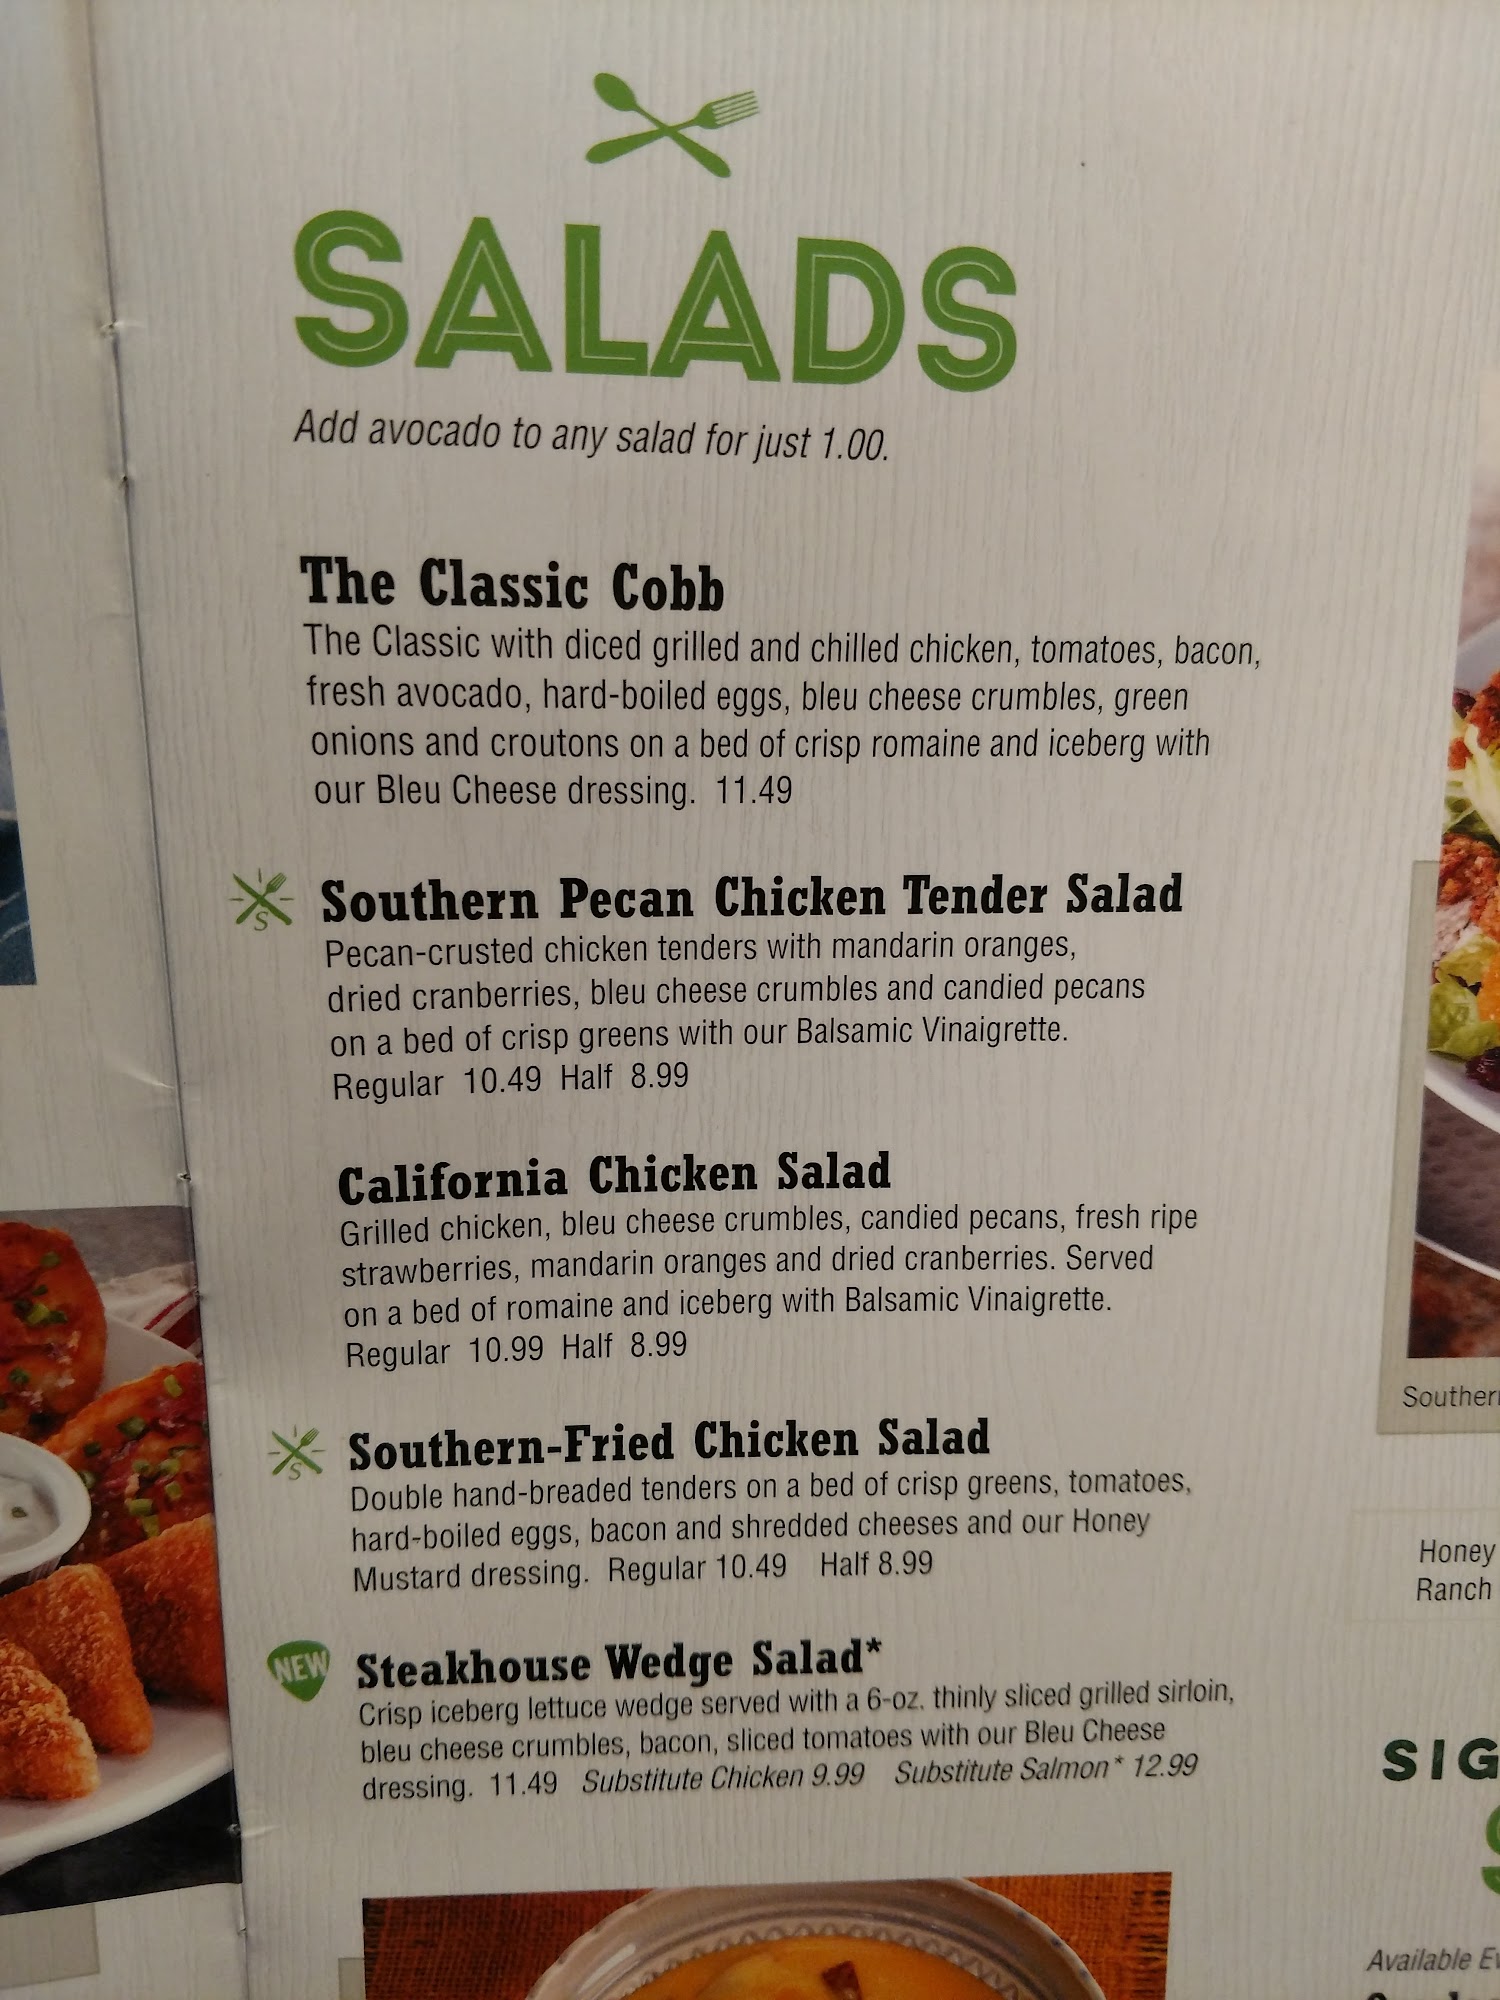 SALADS
Add avocado to any salad for just 1.00.
The Classic Cobb
The Classic with diced grilled and chilled chicken, tomatoes, bacon,
fresh avocado, hard-boiled eggs, bleu cheese crumbles, green
onions and croutons on a bed of crisp romaine and iceberg with
our Bleu Cheese dressing. 11.49
S
Southern Pecan Chicken Tender Salad
Pecan-crusted chicken tenders with mandarin oranges,
dried cranberries, bleu cheese crumbles and candied pecans
on a bed of crisp greens with our Balsamic Vinaigrette.
Regular 10.49 Half 8.99
California Chicken Salad
Grilled chicken, bleu cheese crumbles, candied pecans, fresh ripe
strawberries, mandarin oranges and dried cranberries. Served
on a bed of romaine and iceberg with Balsamic Vinaigrette.
Regular 10.99 Half 8.99
S
Southern-Fried Chicken Salad
Double hand-breaded tenders on a bed of crisp greens, tomatoes,
hard-boiled eggs, bacon and shredded cheeses and our Honey
Mustard dressing. Regular 10.49 Half 8.99
NEW
Steakhouse Wedge Salad*
Crisp iceberg lettuce wedge served with a 6-oz. thinly sliced grilled sirloin,
bleu cheese crumbles, bacon, sliced tomatoes with our Bleu Cheese
dressing. 11.49 Substitute Chicken 9.99 Substitute Salmon* 12.99
Southern
Honey
Ranch
SIG
Available